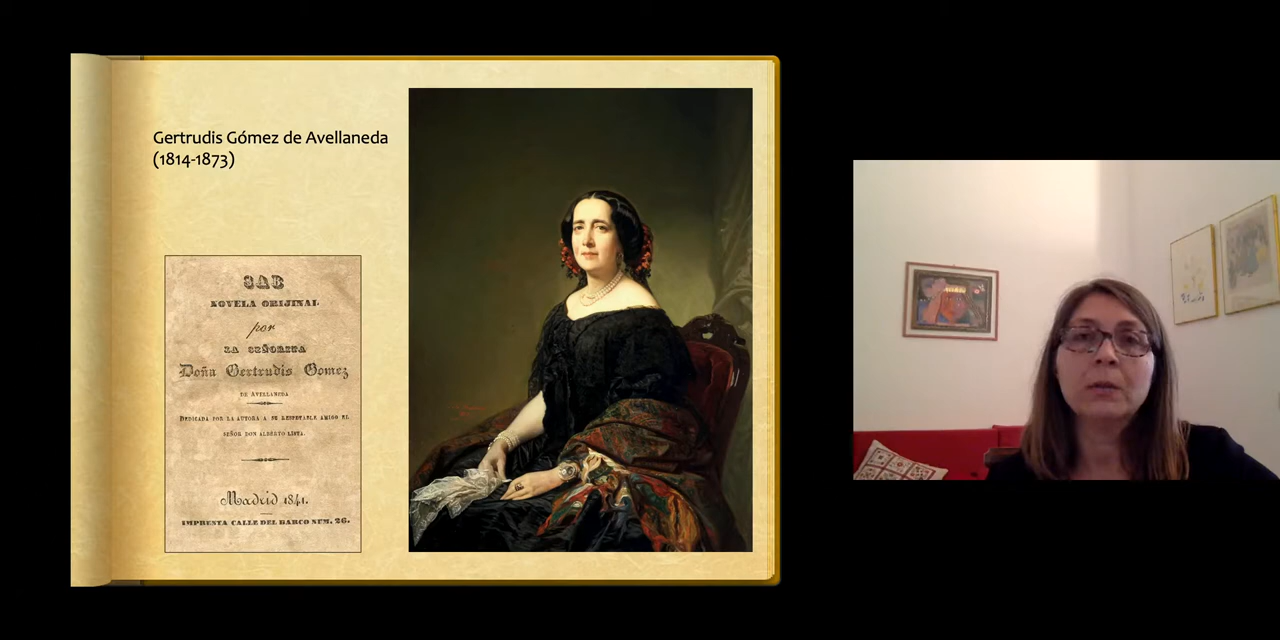 Gertrudis Gómez de Avellaneda
(1814-1873)
SAB
NOVELA ORIJINAL
por
LA SEÑORITA
Doña Gertrudis Gomez
DE AVELLANEDA
DEDICADA POR LA AUTORA A SU RESPETABLE AMIGO EL
SEÑOR DON ALBERTO LISTA.
Madrid 1841.
IMPRENTA CALLE DEL BARCO NUM. 26.